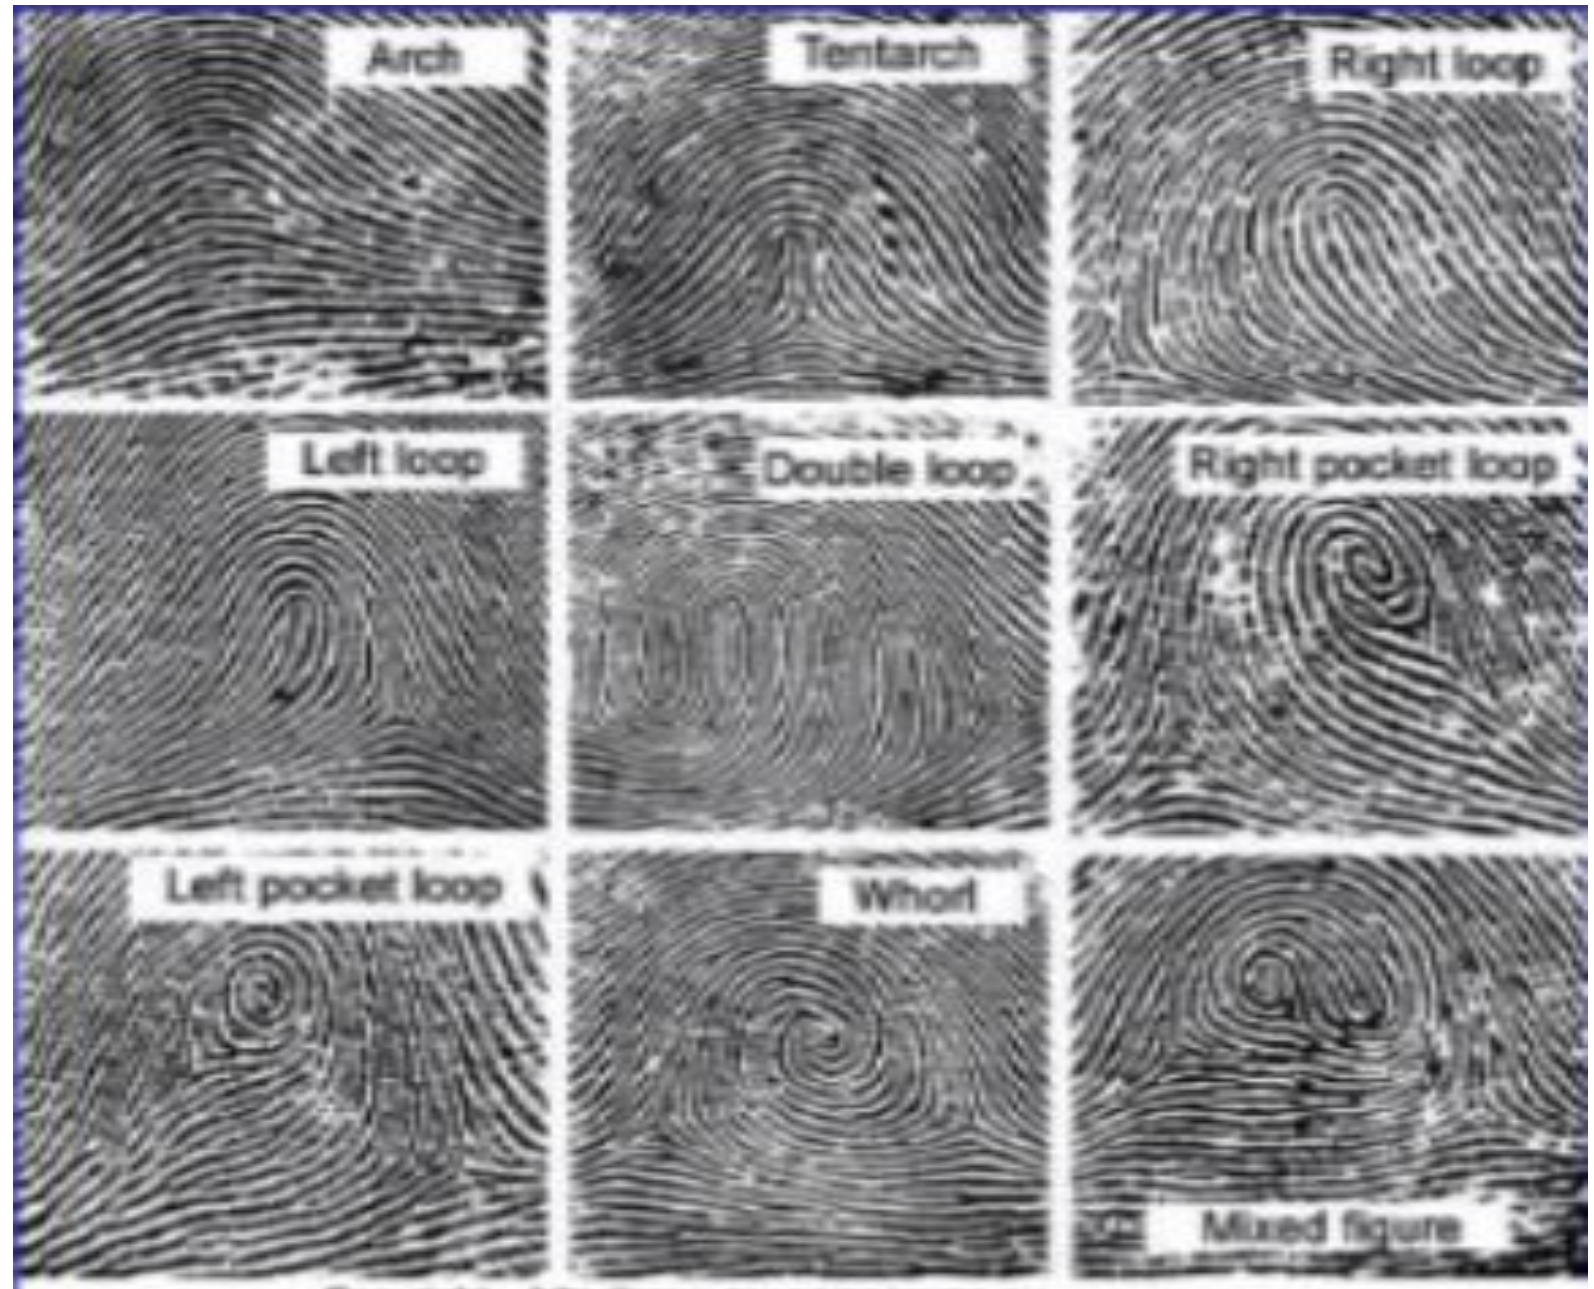 Arch
Tentarch
Right loop
Left loop
Double loop
Right pocket loop
Left pocket loop
Whorl
Mixed figure